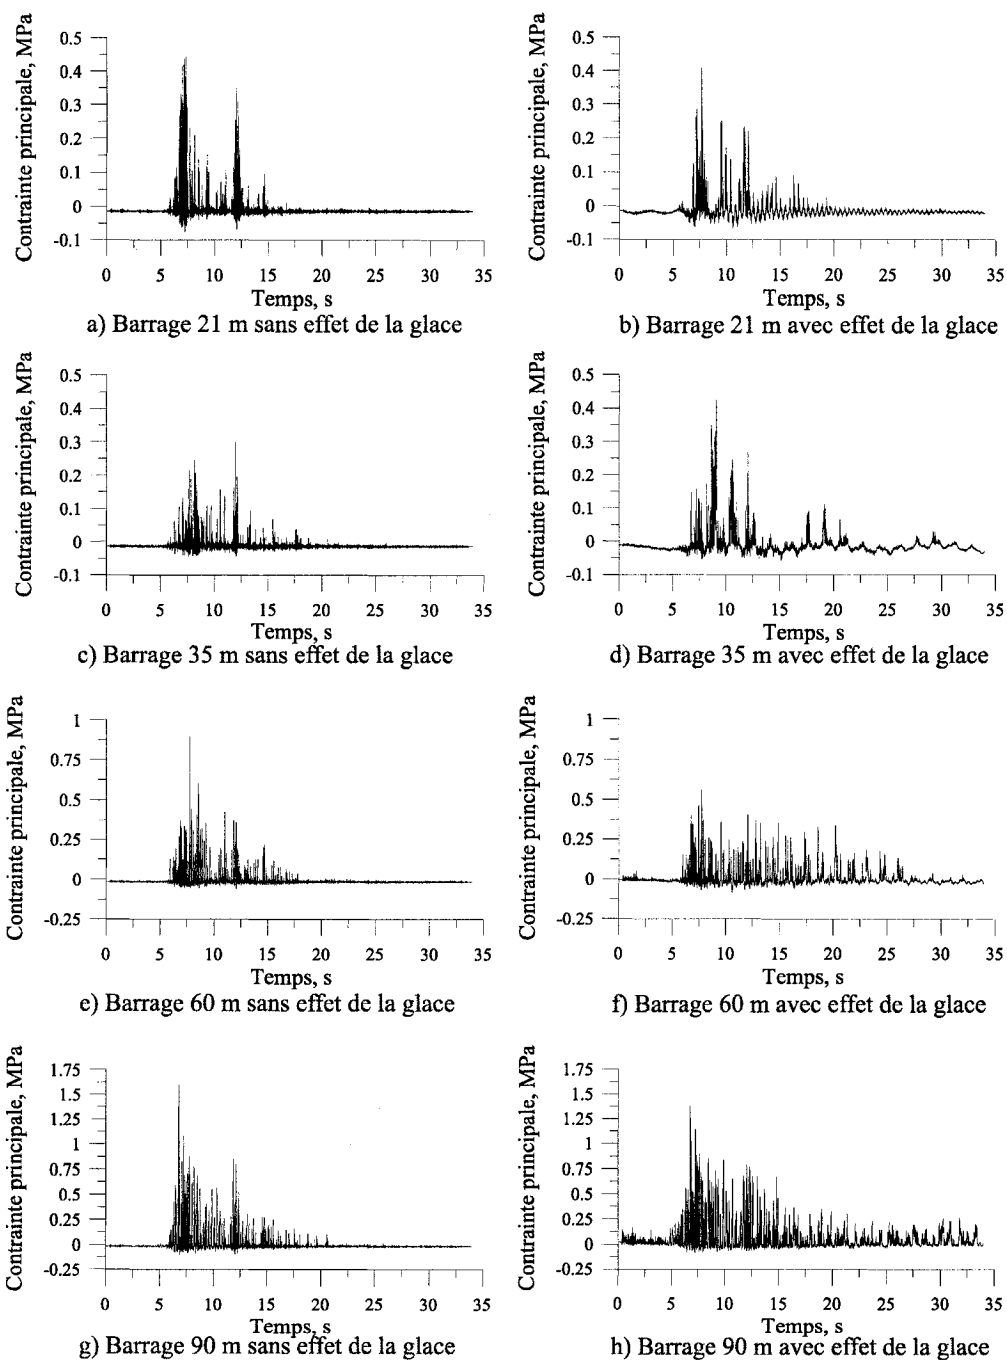 Contrainte principale, MPa
0.5
0.4
0.3
0.2
0.1
0
-0.1
0 5 10 15 20 25 30 35
Temps, s
a) Barrage 21 m sans effet de la glace
Contrainte principale, MPa
0.5
0.4
0.3
0.2
0.1
0
-0.1
0 5 10 15 20 25 30 35
Temps, s
b) Barrage 21 m avec effet de la glace
Contrainte principale, MPa
0.5
0.4
0.3
0.2
0.1
0
-0.1
0 5 10 15 20 25 30 35
Temps, s
c) Barrage 35 m sans effet de la glace
Contrainte principale, MPa
0.5
0.4
0.3
0.2
0.1
0
-0.1
0 5 10 15 20 25 30 35
Temps, s
d) Barrage 35 m avec effet de la glace
Contrainte principale, MPa
1
0.75
0.5
0.25
0
-0.25
0 5 10 15 20 25 30 35
Temps, s
e) Barrage 60 m sans effet de la glace
Contrainte principale, MPa
1
0.75
0.5
0.25
0
-0.25
0 5 10 15 20 25 30 35
Temps, s
f) Barrage 60 m avec effet de la glace
Contrainte principale, MPa
1.75
1.5
1.25
1
0.75
0.5
0.25
0
-0.25
0 5 10 15 20 25 30 35
Temps, s
g) Barrage 90 m sans effet de la glace
Contrainte principale, MPa
1.75
1.5
1.25
1
0.75
0.5
0.25
0
-0.25
0 5 10 15 20 25 30 35
Temps, s
h) Barrage 90 m avec effet de la glace